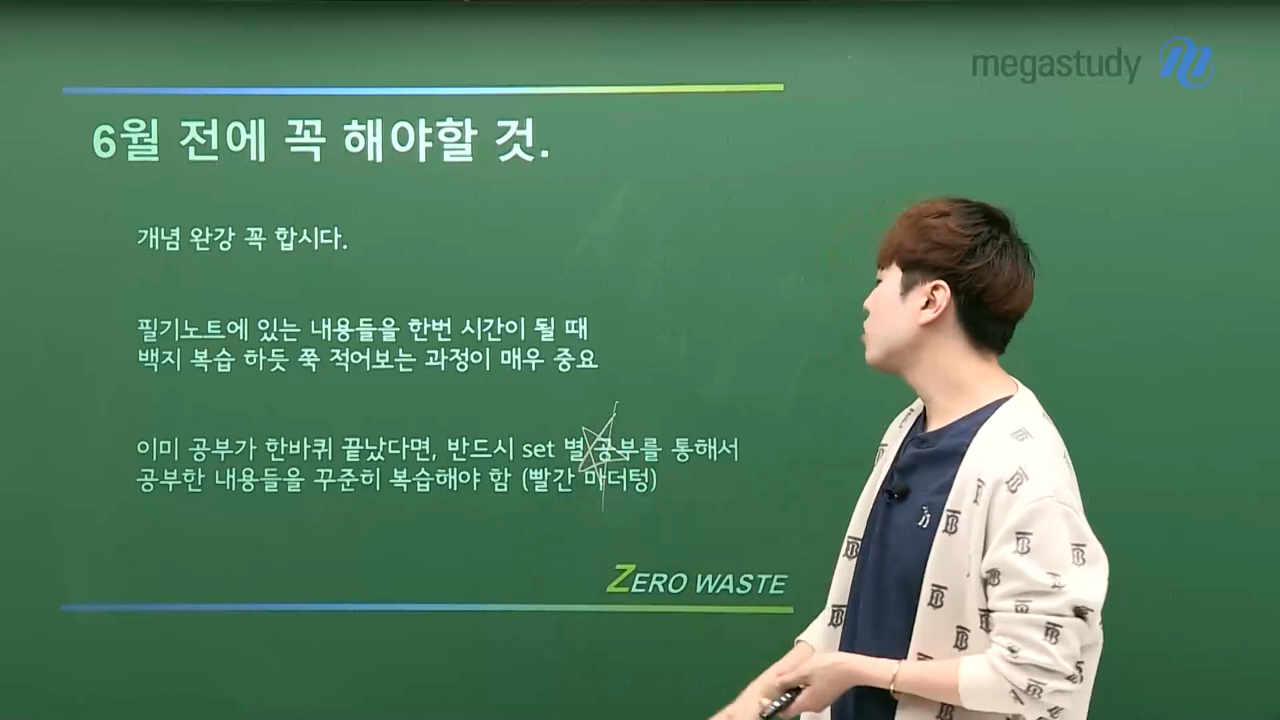 megastudy
6월 전에 꼭 해야할 것.
개념 완강 꼭 합시다.
필기노트에 있는 내용들을 한번 시간이 될 때
백지 복습 하듯 쭉 적어보는 과정이 매우 중요
이미 공부가 한바퀴 끝났다면, 반드시 set 별 공부를 통해서
공부한 내용들을 꾸준히 복습해야 함 (빨간 마더텅)
ZERO WASTE